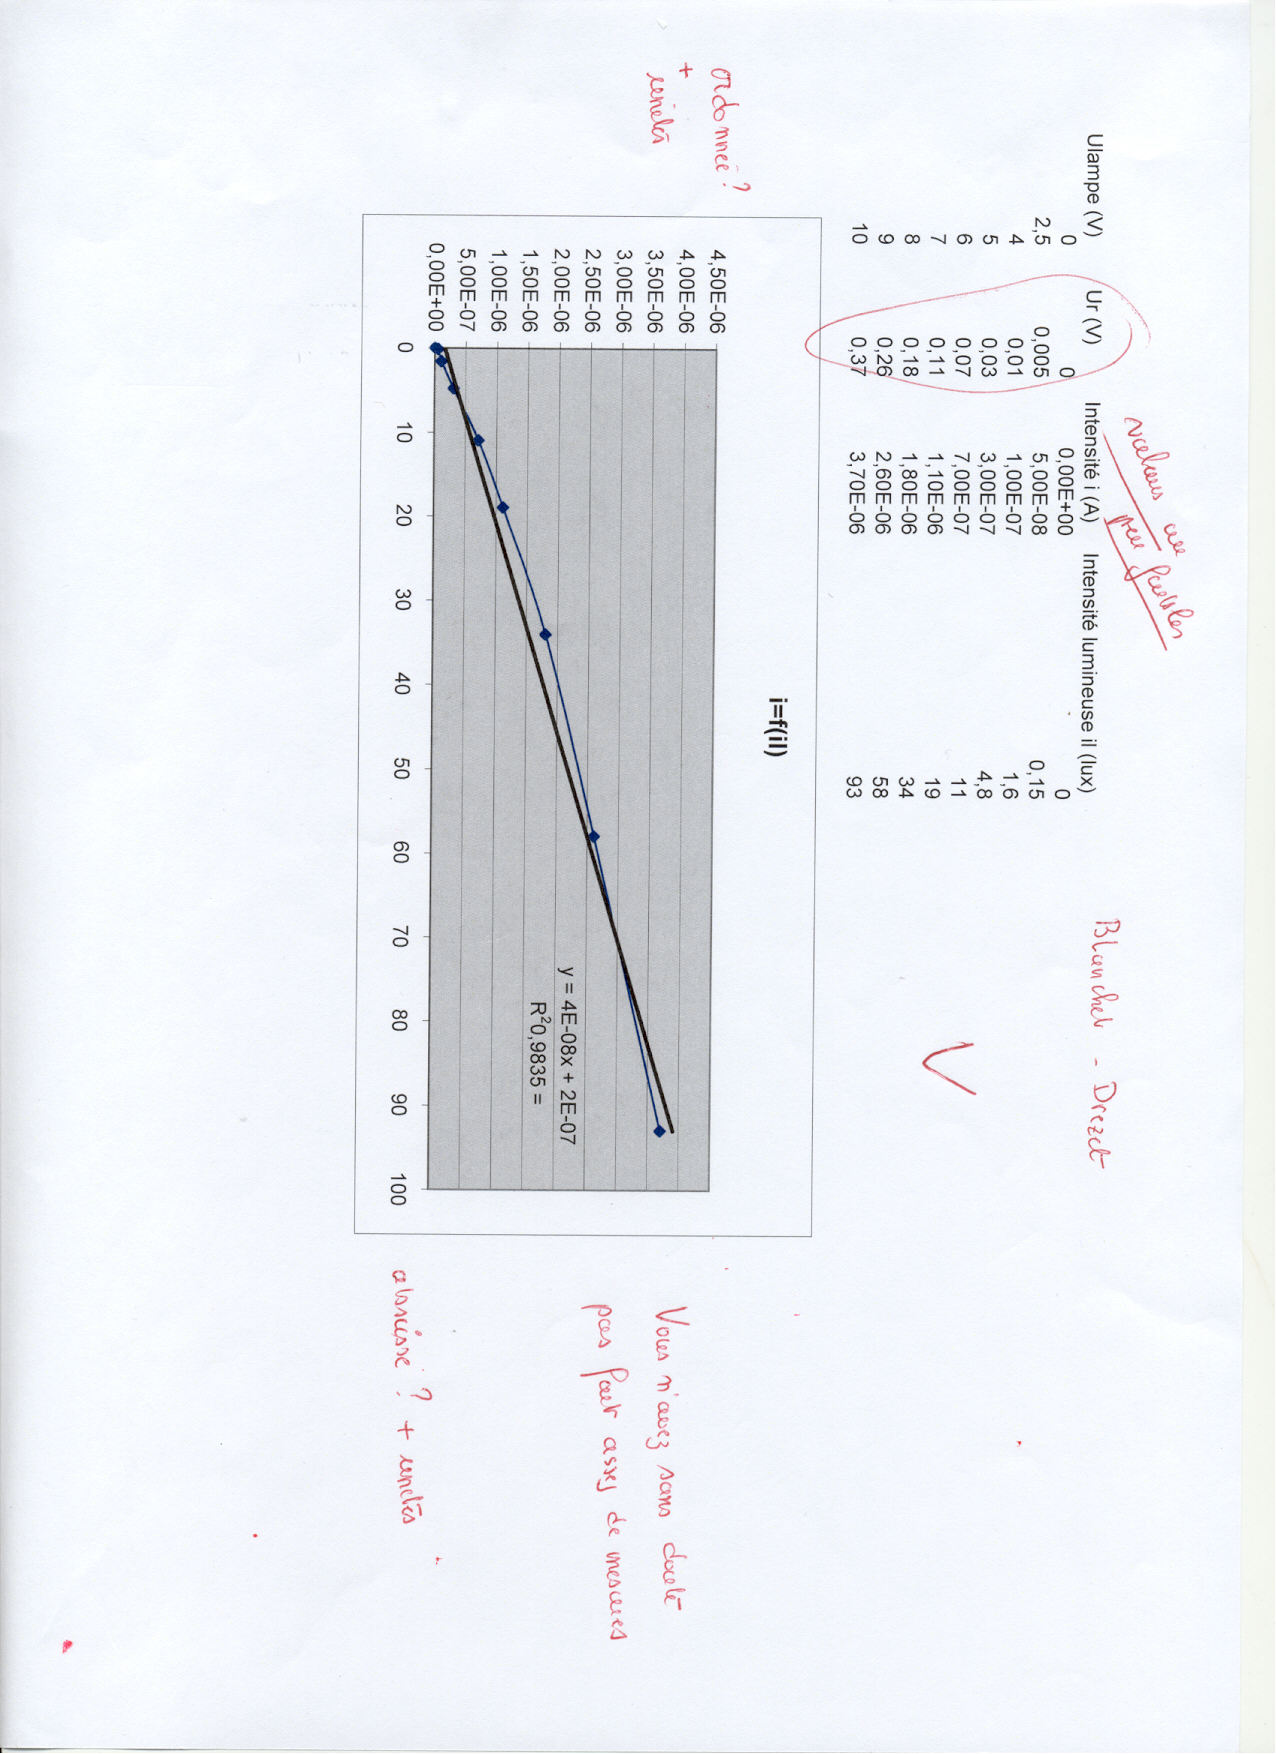 valeurs un
peu faibles
Blanchet - Drezet
Ulampe (V) Ur (V) Intensité i (A) Intensité lumineuse il (lux)
0 0 0,00E+00 0
2,5 0,005 5,00E-08 0,15
4 0,01 1,00E-07 1,6
5 0,03 3,00E-07 4,8
6 0,07 7,00E-07 11
7 0,11 1,10E-06 19
8 0,18 1,80E-06 34
9 0,26 2,60E-06 58
10 0,37 3,70E-06 93
i=f(il)
ordonnée ?
+
unités
4,50E-06
4,00E-06
3,50E-06
3,00E-06
2,50E-06
2,00E-06
1,50E-06
1,00E-06
5,00E-07
0,00E+00
y = 4E-08x + 2E-07
R²0,9835 =
0 10 20 30 40 50 60 70 80 90 100
Vous n'avez sans doute
pas fait assez de mesures
abscisse ? + unités